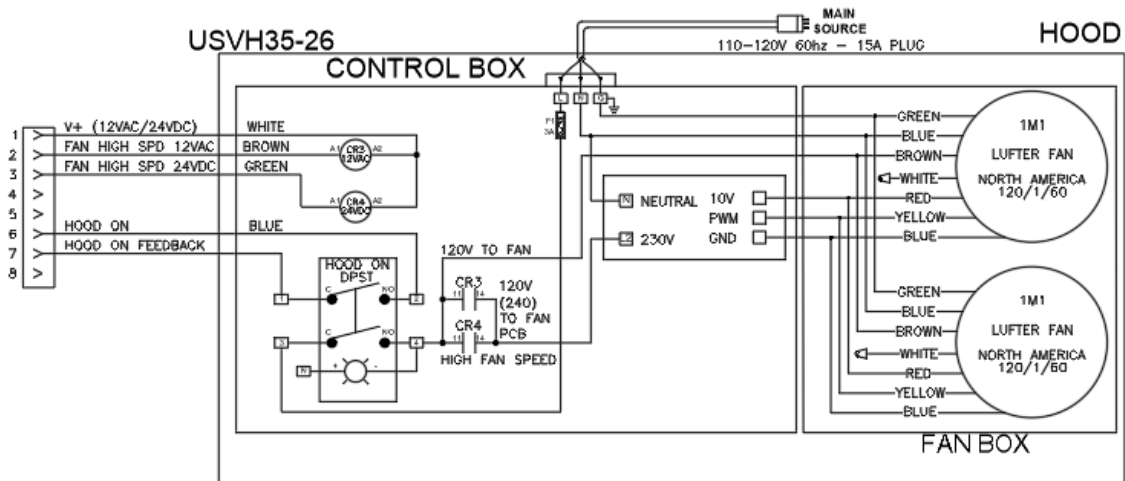 MAIN
SOURCE
110-120V 60hz - 15A PLUG
USVH35-26
HOOD
CONTROL BOX
L N G
F1
3A
1 V+ (12VAC/24VDC) WHITE
2 FAN HIGH SPD 12VAC BROWN
A1 CR3 A2
12VAC
3 FAN HIGH SPD 24VDC GREEN
A1 CR4 A2
24VDC
4
5
6 HOOD ON BLUE
7 HOOD ON FEEDBACK
8
HOOD ON
DPST
1 C NO 2
3 C NO 4
N + -
120V TO FAN
CR3
11 14
CR4
11 14
HIGH FAN SPEED
120V
(240)
TO FAN
PCB
N NEUTRAL 10V
PWM
230V GND
GREEN
BLUE
BROWN
WHITE
RED
YELLOW
BLUE
1M1
LUFTER FAN
NORTH AMERICA
120/1/60
GREEN
BLUE
BROWN
WHITE
RED
YELLOW
BLUE
1M1
LUFTER FAN
NORTH AMERICA
120/1/60
FAN BOX